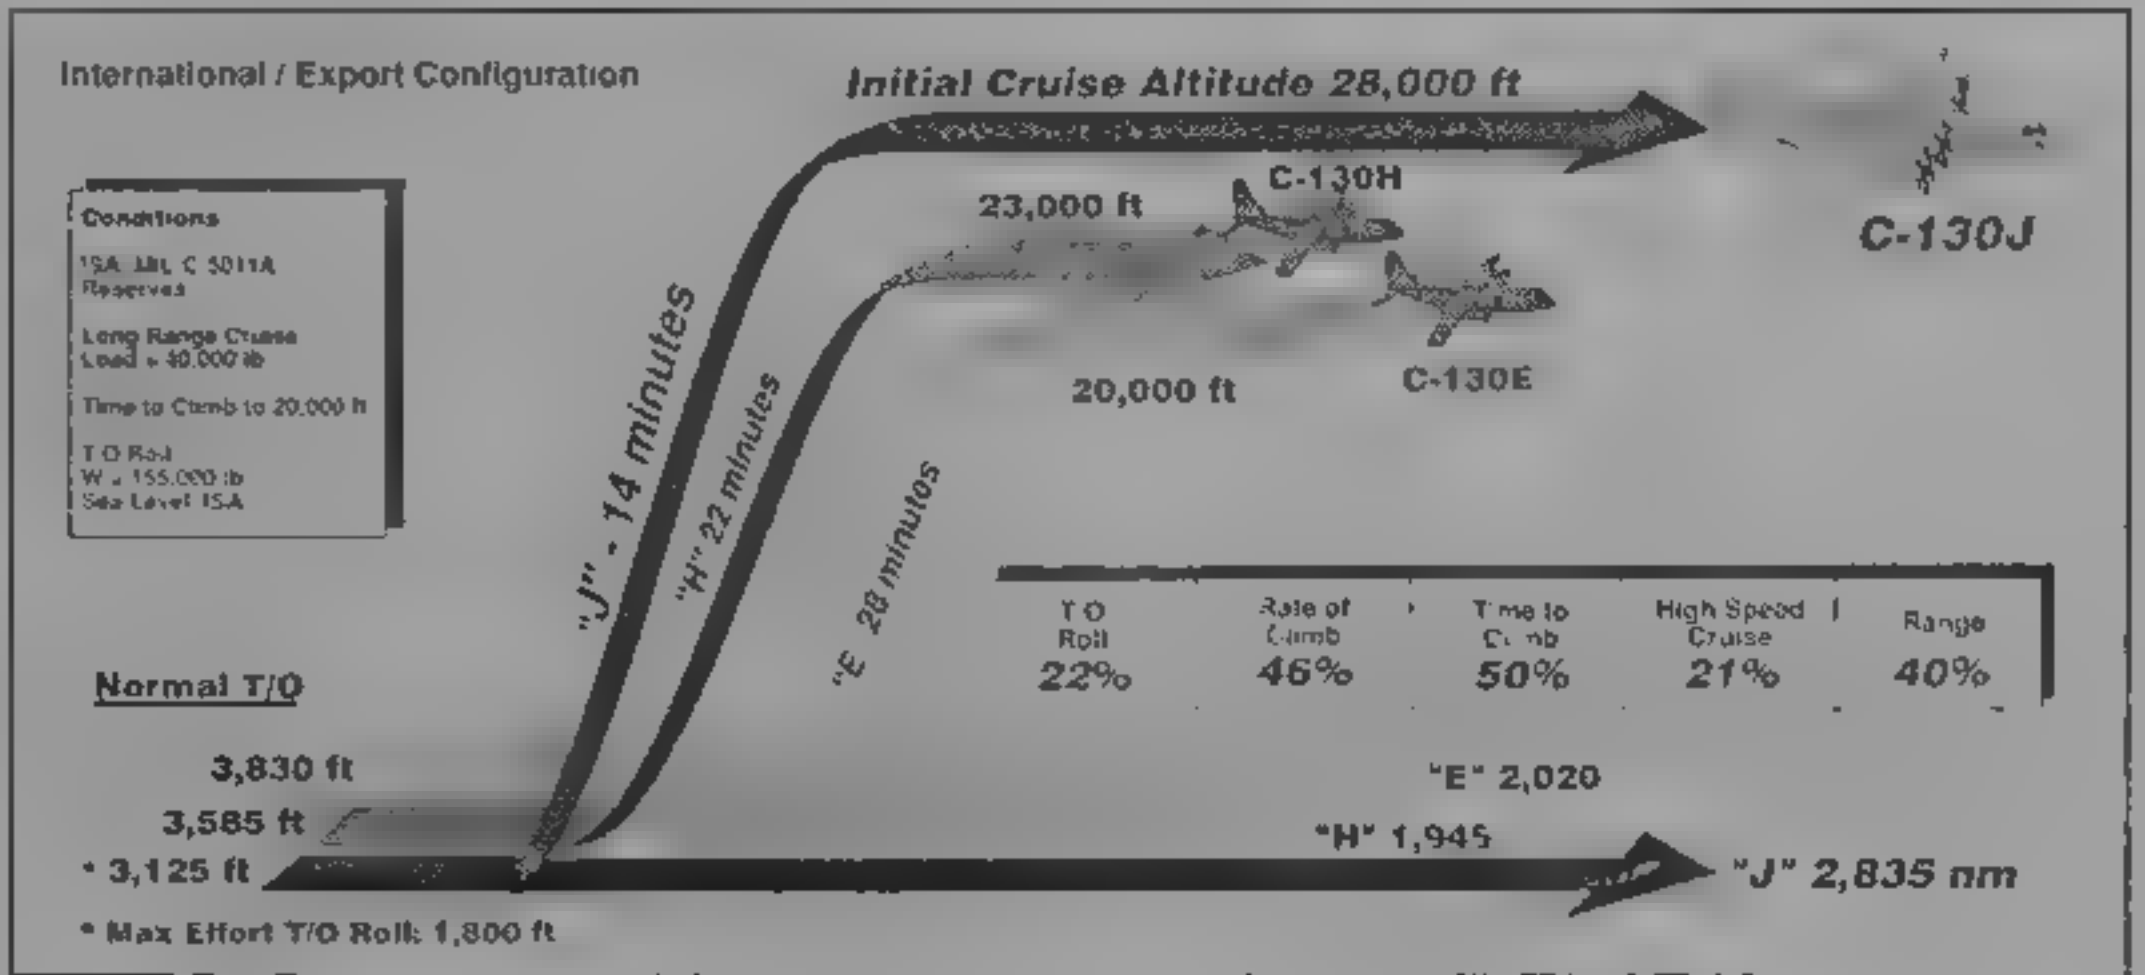 International / Export Configuration
Initial Cruise Altitude 28,000 ft
C-130H
23,000 ft
C-130J
Conditions
Reserves
Long Range Cruise
Load = 40,000 lb
Time to Climb to 20,000 ft
T O Roll
W = 155,000 lb
Sea Level ISA
"J" - 14 minutes
"H" 22 minutes
"E 28 minutes
C-130E
20,000 ft
T O
Roll
22%
Rate of
Climb
46%
Time to
Climb
50%
High Speed
Cruise
21%
Range
40%
Normal T/O
3,830 ft
3,585 ft
* 3,125 ft
"E" 2,020
"H" 1,945
"J" 2,835 nm
* Max Effort T/O Roll: 1,800 ft